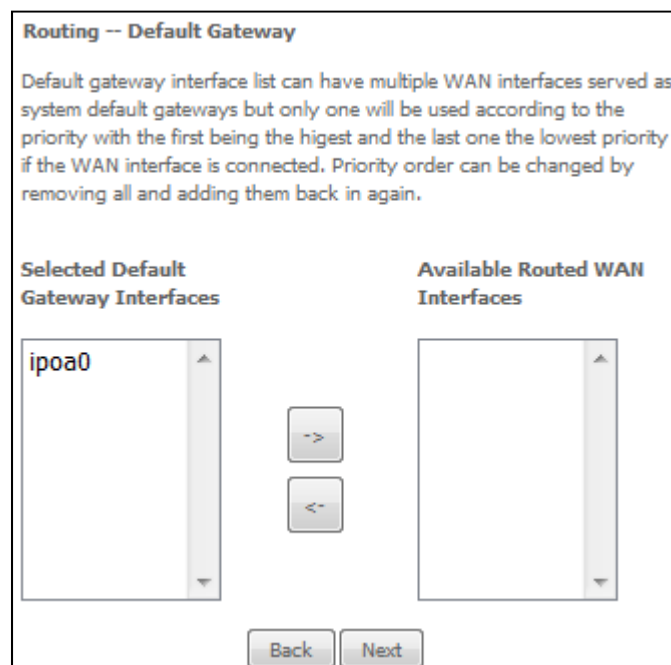 Routing -- Default Gateway
Default gateway interface list can have multiple WAN interfaces served as
system default gateways but only one will be used according to the
priority with the first being the higest and the last one the lowest priority
if the WAN interface is connected. Priority order can be changed by
removing all and adding them back in again.
Selected Default
Gateway Interfaces
Available Routed WAN
Interfaces
ipoa0
->
<-
Back
Next